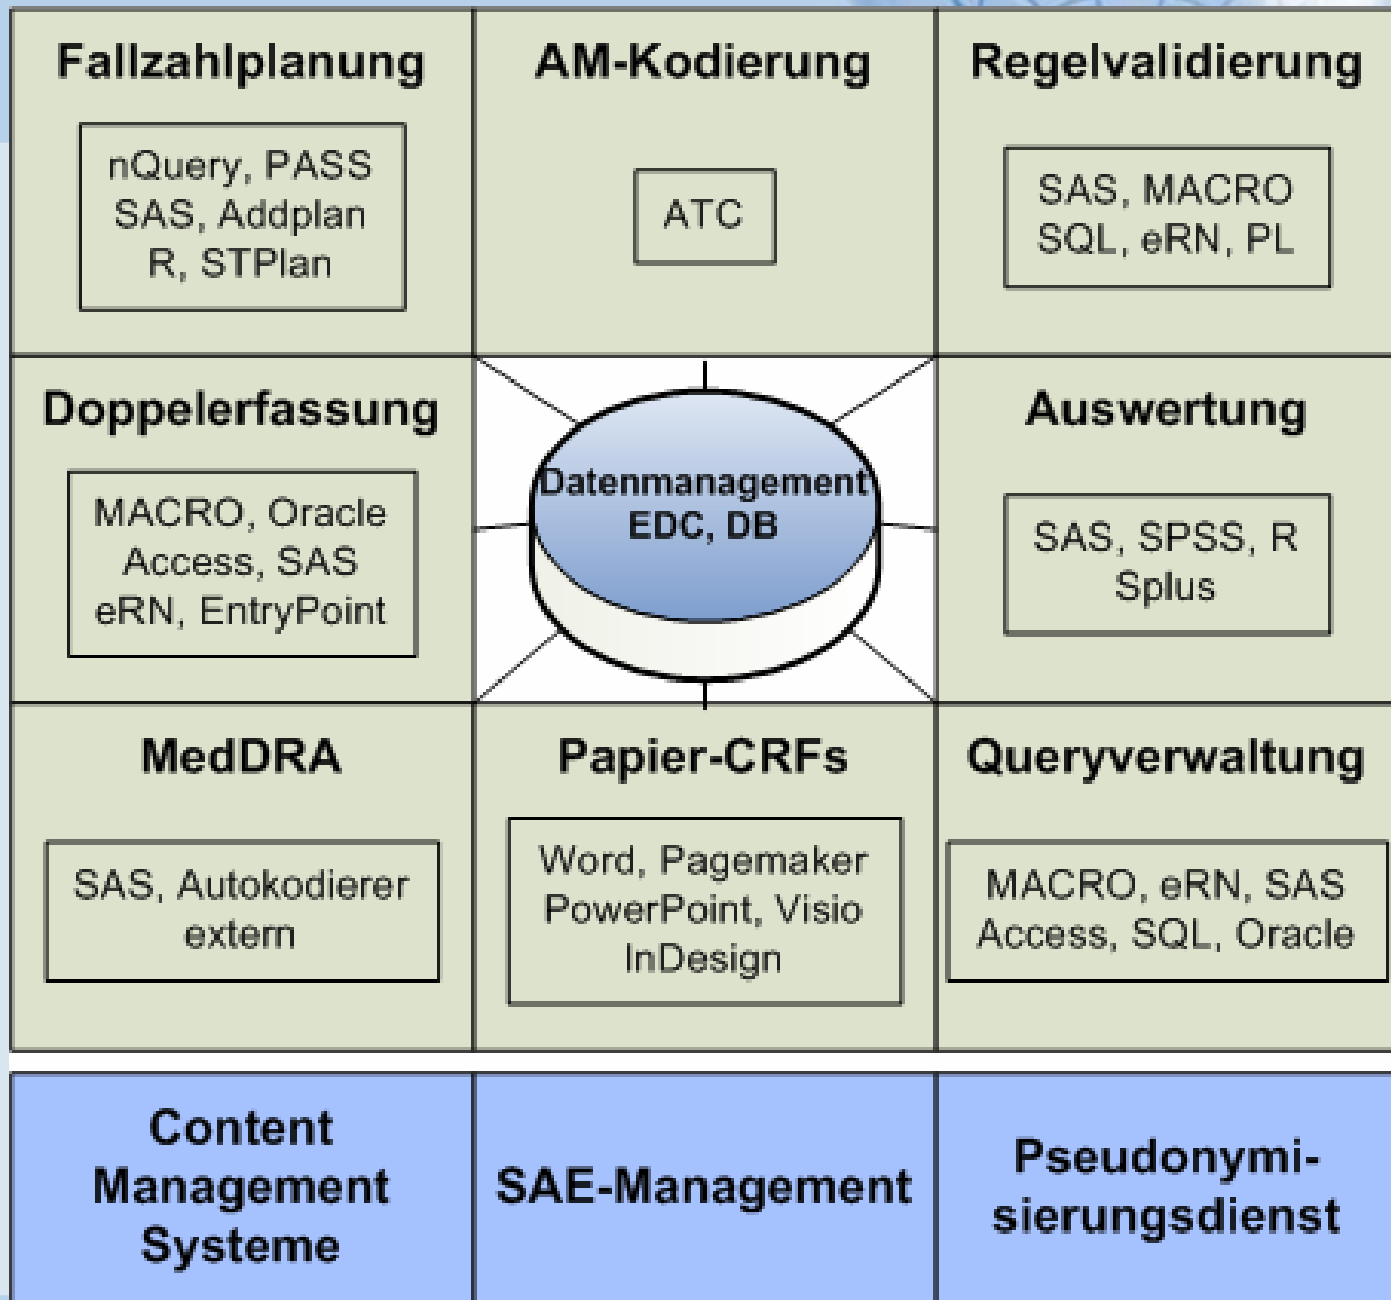 Fallzahlplanung
nQuery, PASS
SAS, Addplan
R, STPlan
AM-Kodierung
ATC
Regelvalidierung
SAS, MACRO
SQL, eRN, PL
Doppelerfassung
MACRO, Oracle
Access, SAS
eRN, EntryPoint
Datenmanagement
EDC, DB
Auswertung
SAS, SPSS, R
Splus
MedDRA
SAS, Autokodierer
extern
Papier-CRFs
Word, Pagemaker
PowerPoint, Visio
InDesign
Queryverwaltung
MACRO, eRN, SAS
Access, SQL, Oracle
Content
Management
Systeme
SAE-Management
Pseudonymi-
sierungsdienst